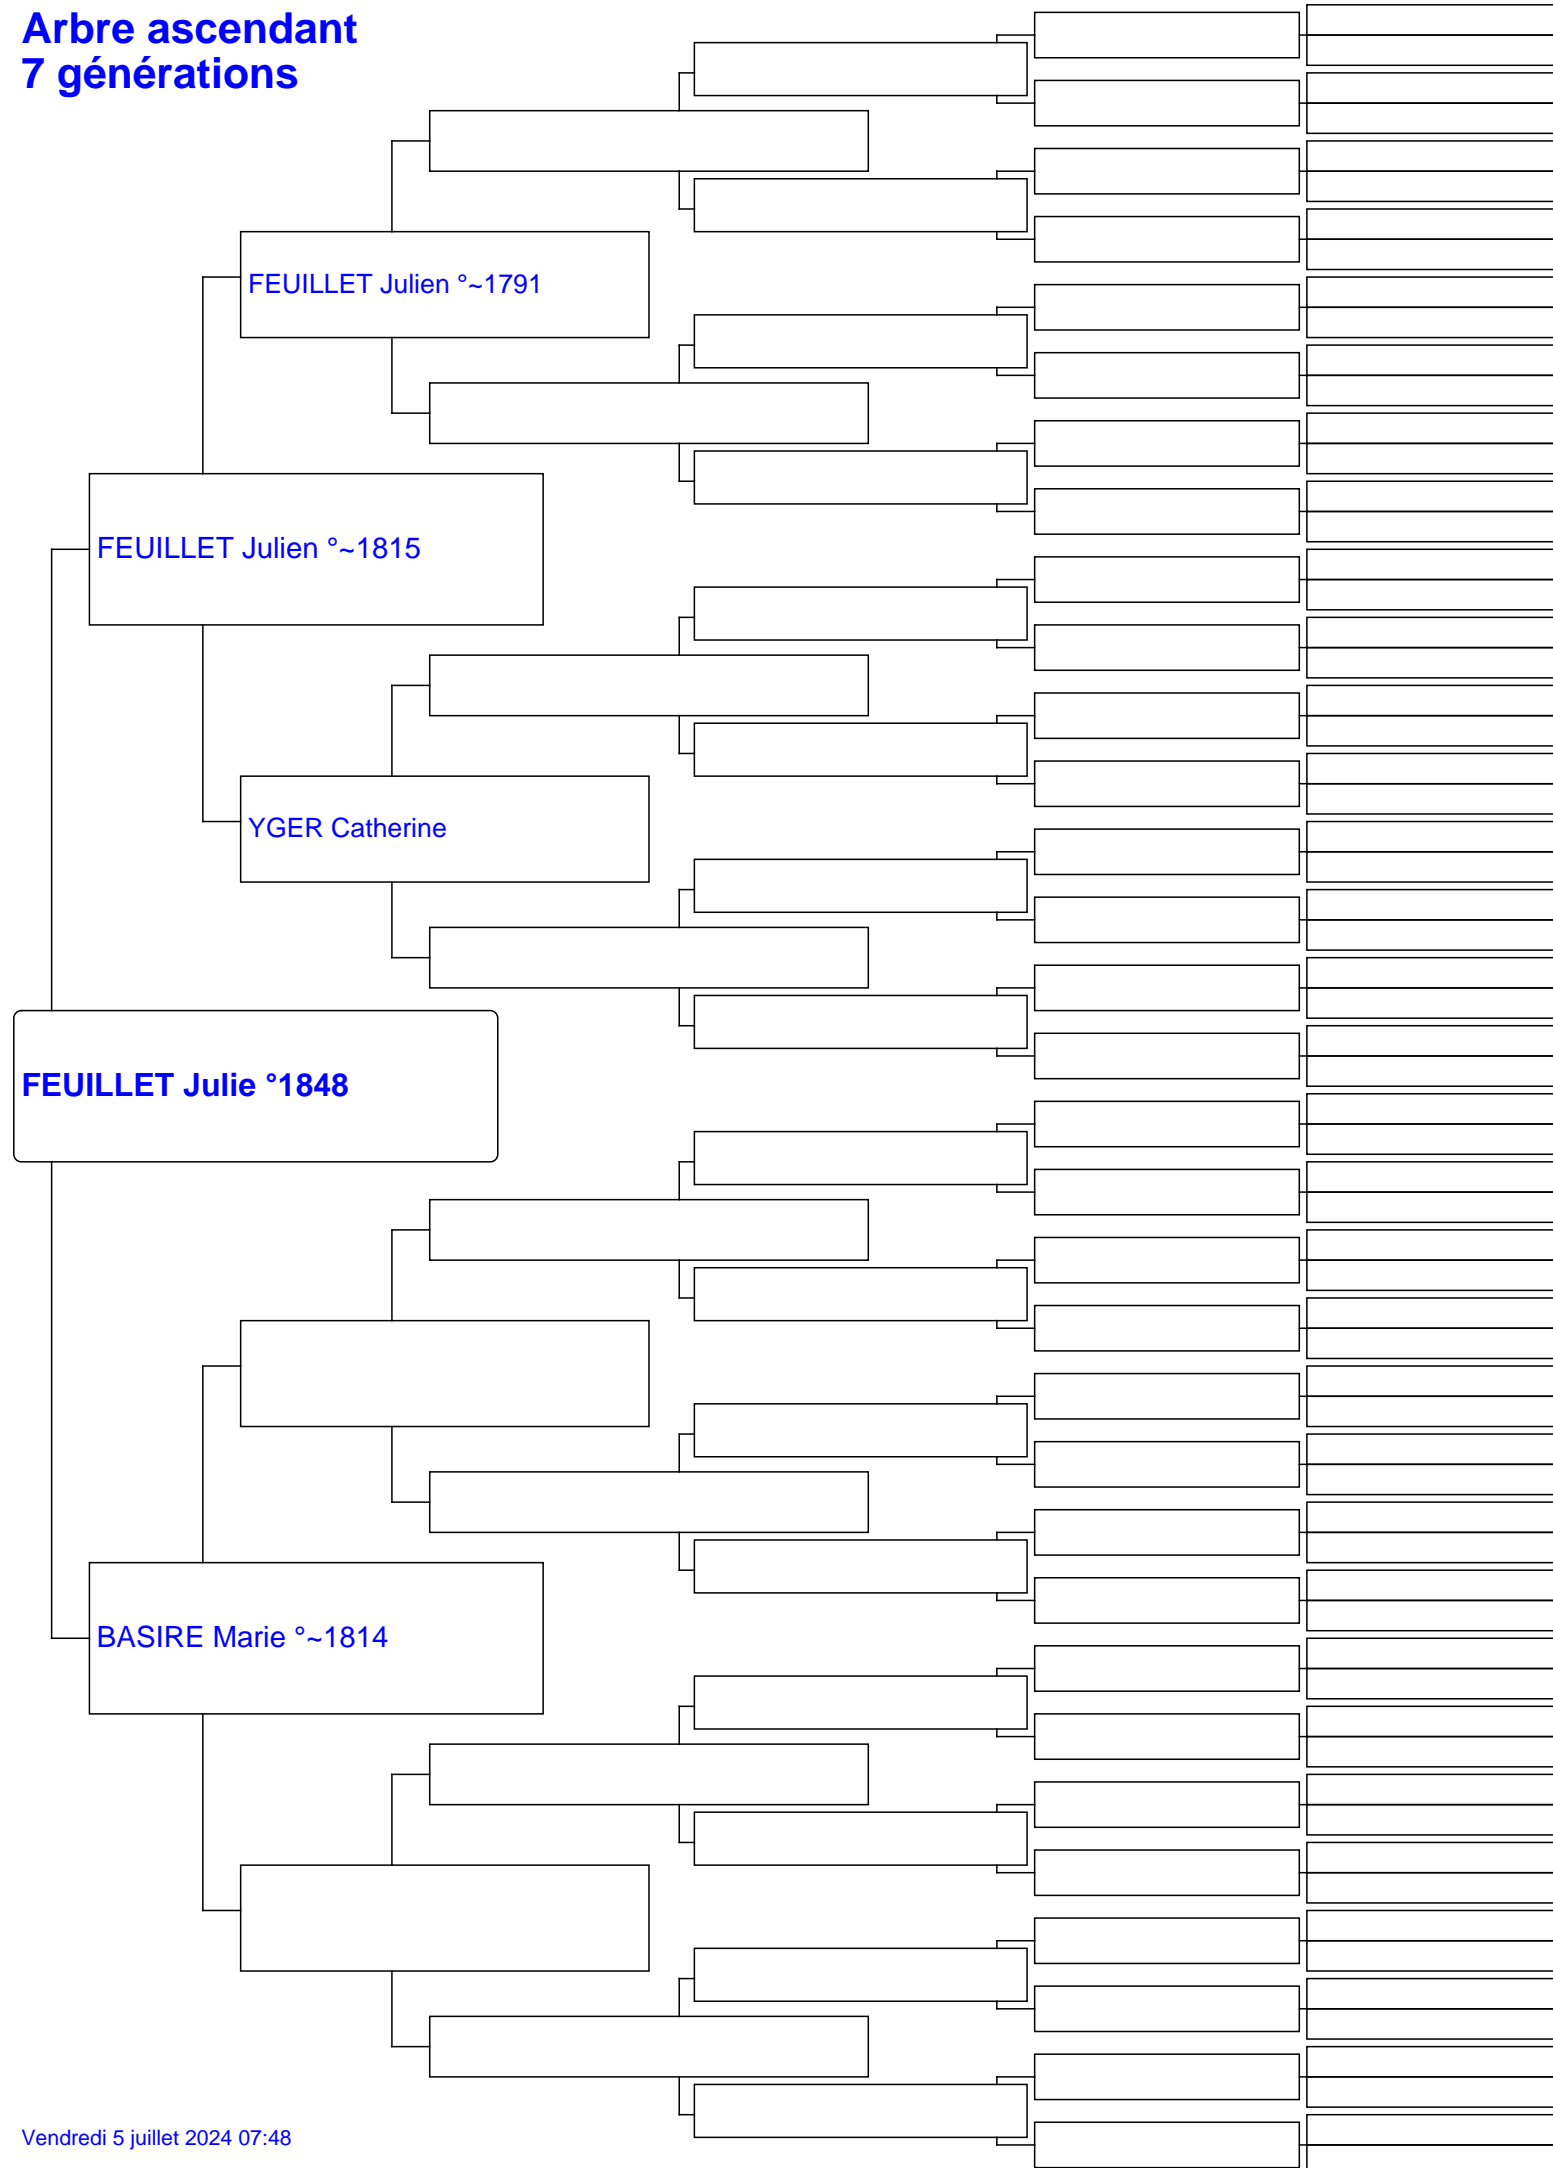 Arbre ascendant
7 générations
FEUILLET Julien °~1791
FEUILLET Julien °~1815
YGER Catherine
FEUILLET Julie °1848
BASIRE Marie °~1814
Vendredi 5 juillet 2024 07:48